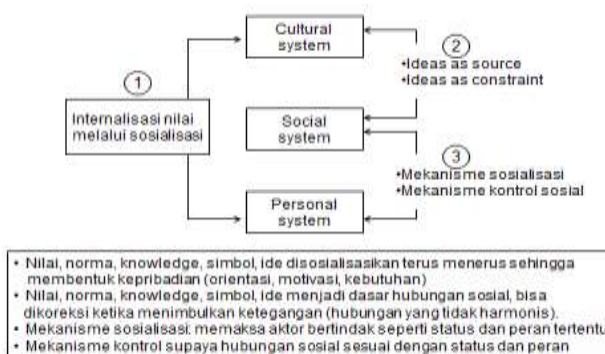 Cultural
system
2
•Ideas as source
•Ideas as constraint
1
Internalisasi nilai
melalui sosialisasi
Social
system
3
•Mekanisme sosialisasi
•Mekanisme kontrol sosial
Personal
system
• Nilai, norma, knowledge, simbol, ide disosialisasikan terus menerus sehingga
membentuk kepribadian (orientasi, motivasi, kebutuhan)
• Nilai, norma, knowledge, simbol, ide menjadi dasar hubungan sosial, bisa
dikoreksi ketika menimbulkan ketegangan (hubungan yang tidak harmonis).
• Mekanisme sosialisasi: memaksa aktor bertindak seperti status dan peran tertentu
• Mekanisme kontrol supaya hubungan sosial sesuai dengan status dan peran